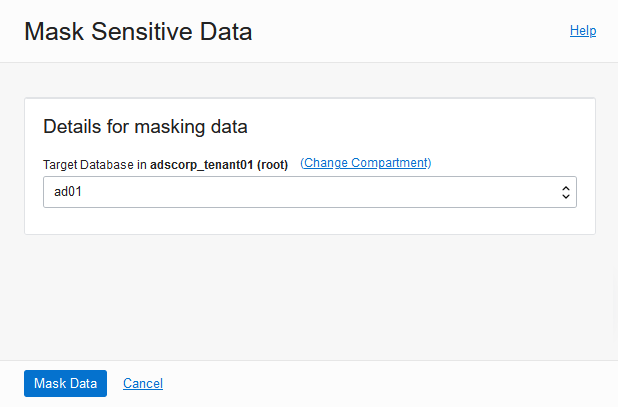 Mask Sensitive Data
Help
Details for masking data
Target Database in adscorp_tenant01 (root) (Change Compartment)
ad01
Mask Data
Cancel